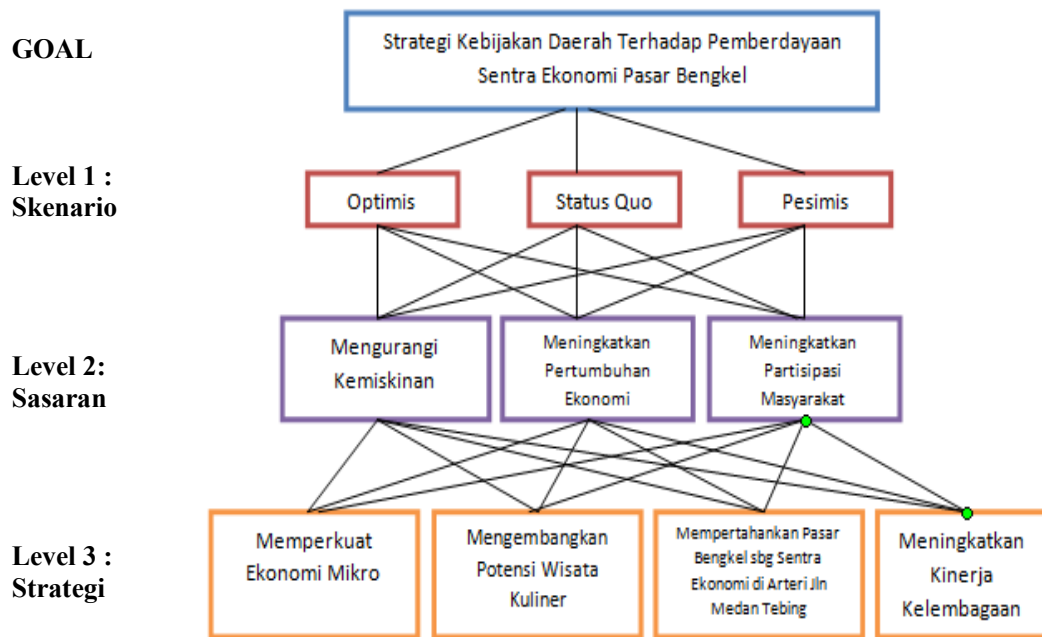 GOAL
Strategi Kebijakan Daerah Terhadap Pemberdayaan
Sentra Ekonomi Pasar Bengkel
Level 1 :
Skenario
Optimis
Status Quo
Pesimis
Level 2:
Sasaran
Mengurangi
Kemiskinan
Meningkatkan
Pertumbuhan
Ekonomi
Meningkatkan
Partisipasi
Masyarakat
Level 3 :
Strategi
Memperkuat
Ekonomi Mikro
Mengembangkan
Potensi Wisata
Kuliner
Mempertahankan Pasar
Bengkel sbg Sentra
Ekonomi di Arteri Jln
Medan Tebing
Meningkatkan
Kinerja
Kelembagaan